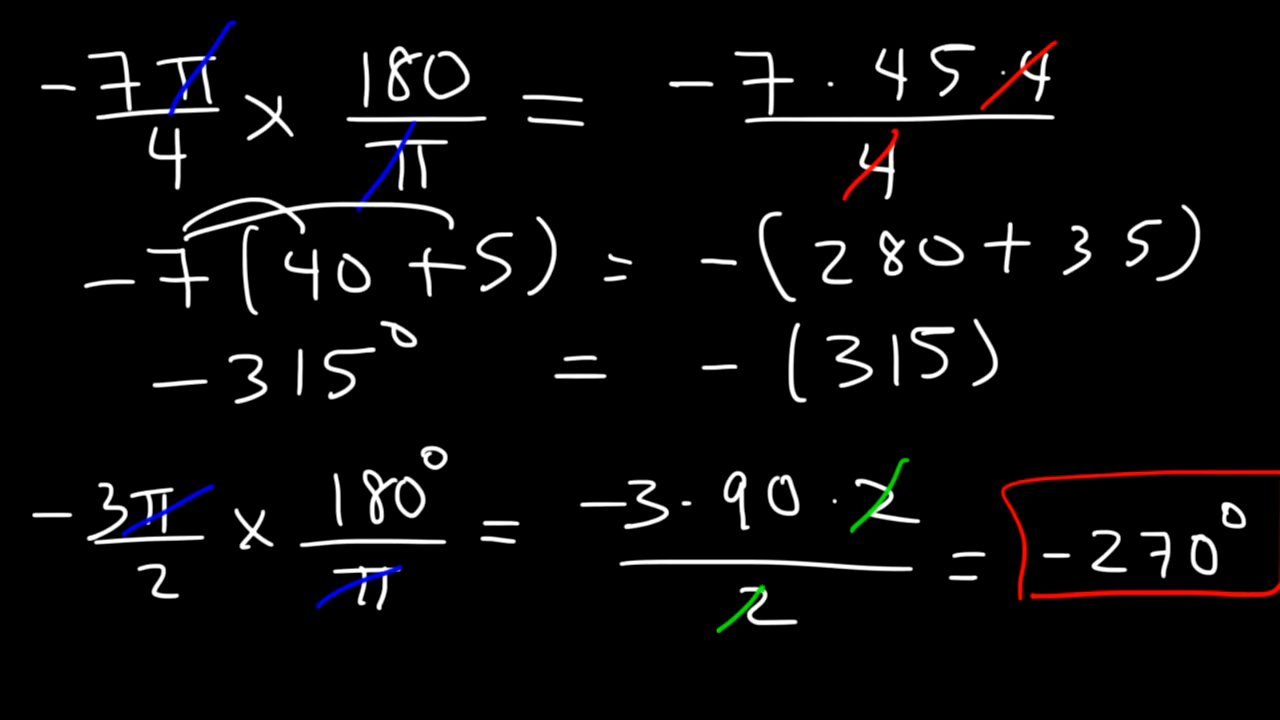 -7π/4 × 180/π = -7 · 45 · 4/4
-7(40+5) = -(280+35)
-315° = -(315)
-3π/2 × 180°/π = -3 · 90 · 2/2 = -270°